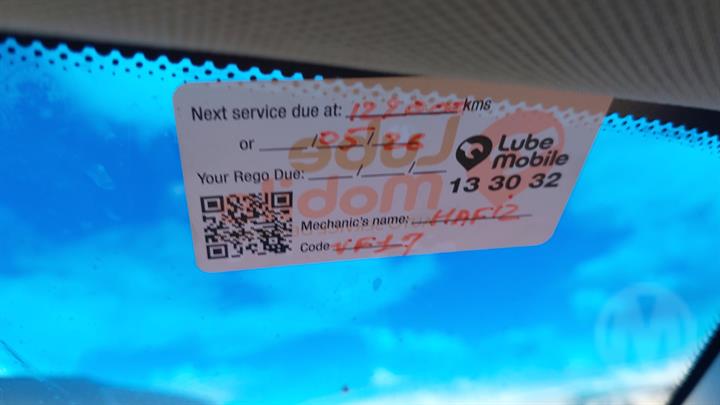 Next service due at: kms
or / 05 / 26
Your Rego Due: / /
Lube
Mobile
13 30 32
Mechanic's name: HAFIZ
Code VF17